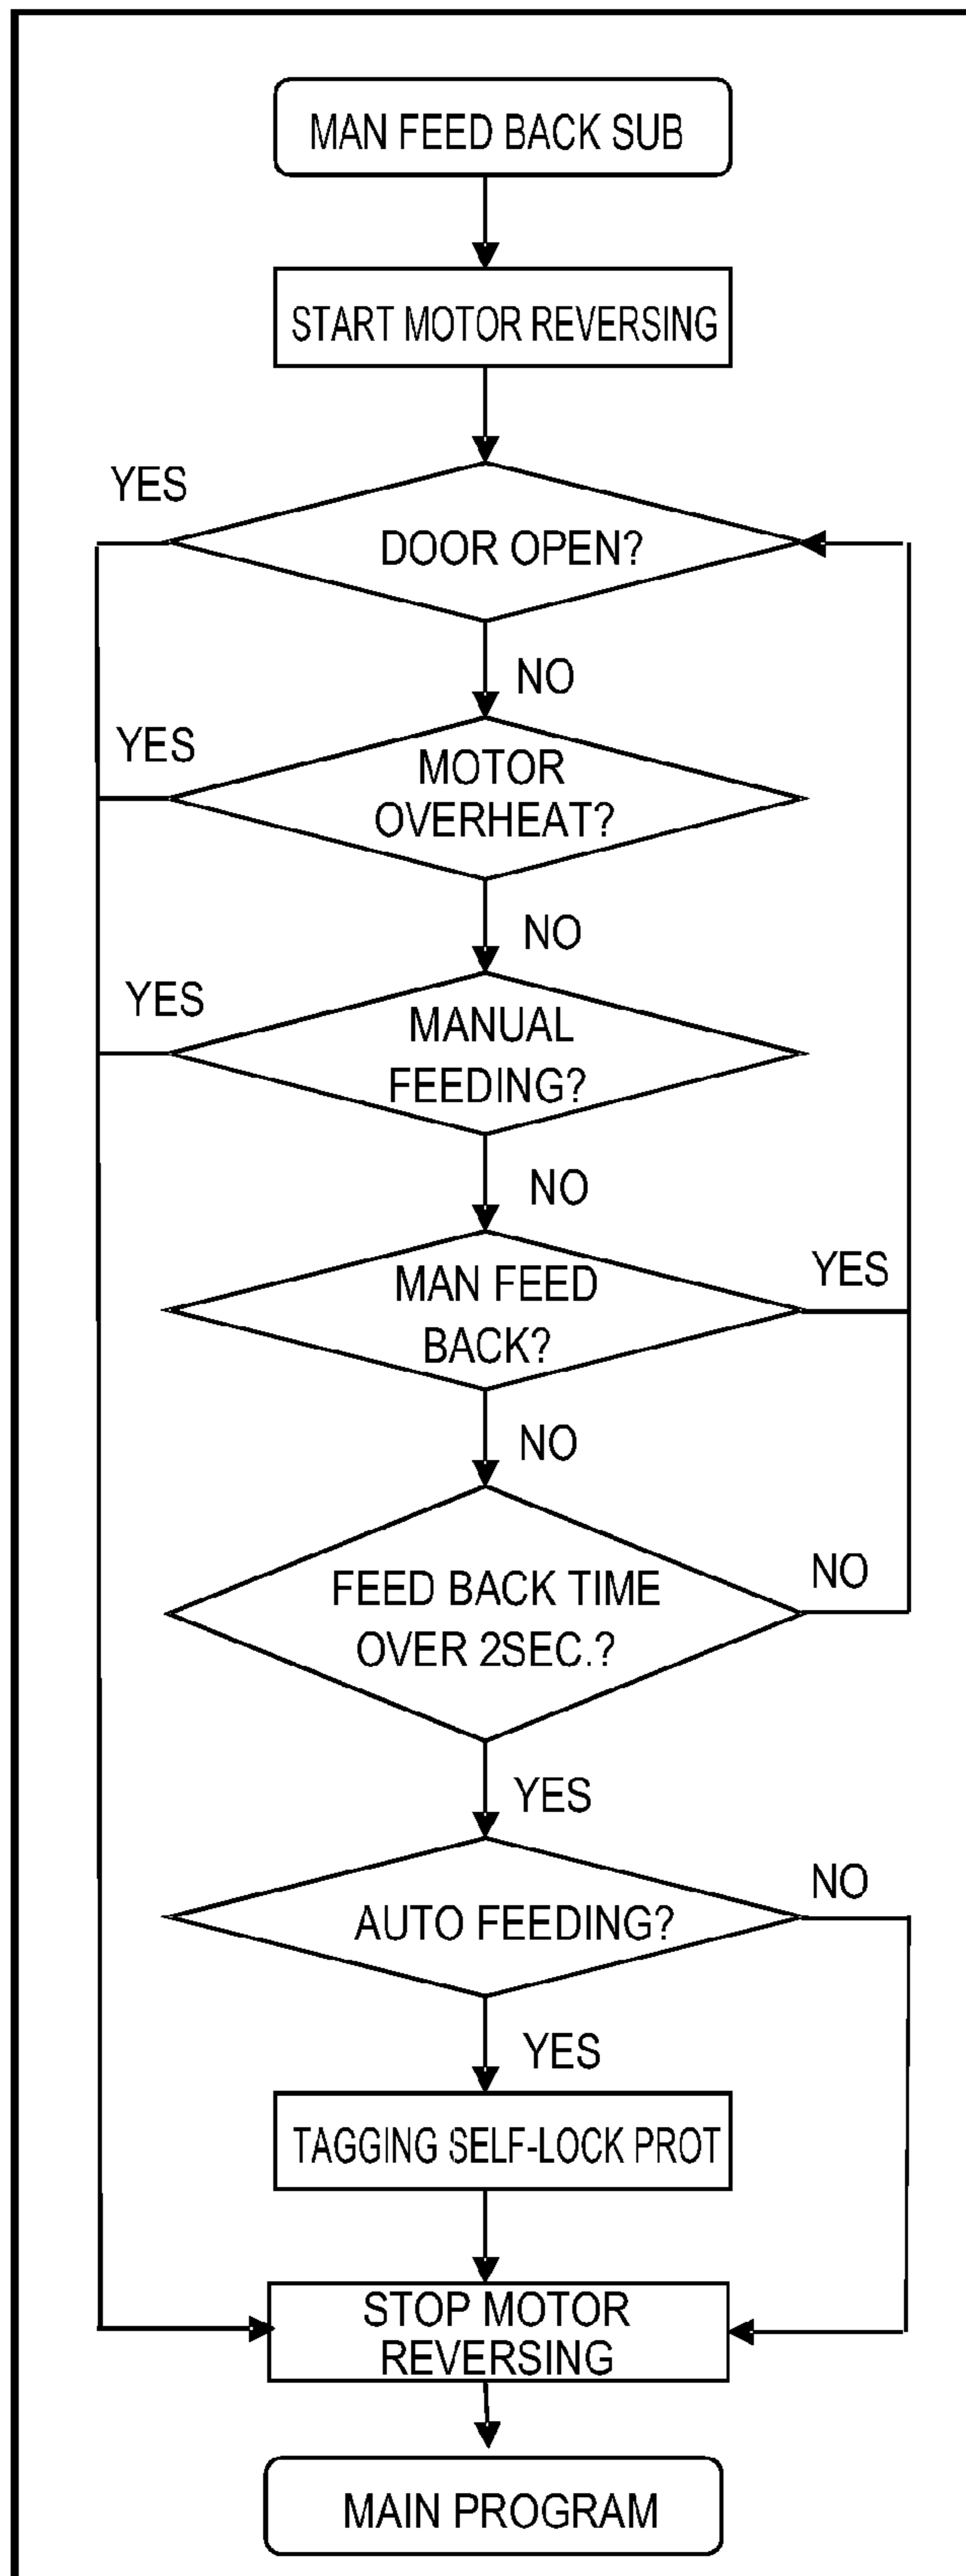 MAN FEED BACK SUB
START MOTOR REVERSING
YES
DOOR OPEN?
NO
YES
MOTOR
OVERHEAT?
NO
YES
MANUAL
FEEDING?
NO
MAN FEED
BACK?
YES
NO
FEED BACK TIME
OVER 2SEC.?
NO
YES
AUTO FEEDING?
NO
YES
TAGGING SELF-LOCK PROT
STOP MOTOR
REVERSING
MAIN PROGRAM